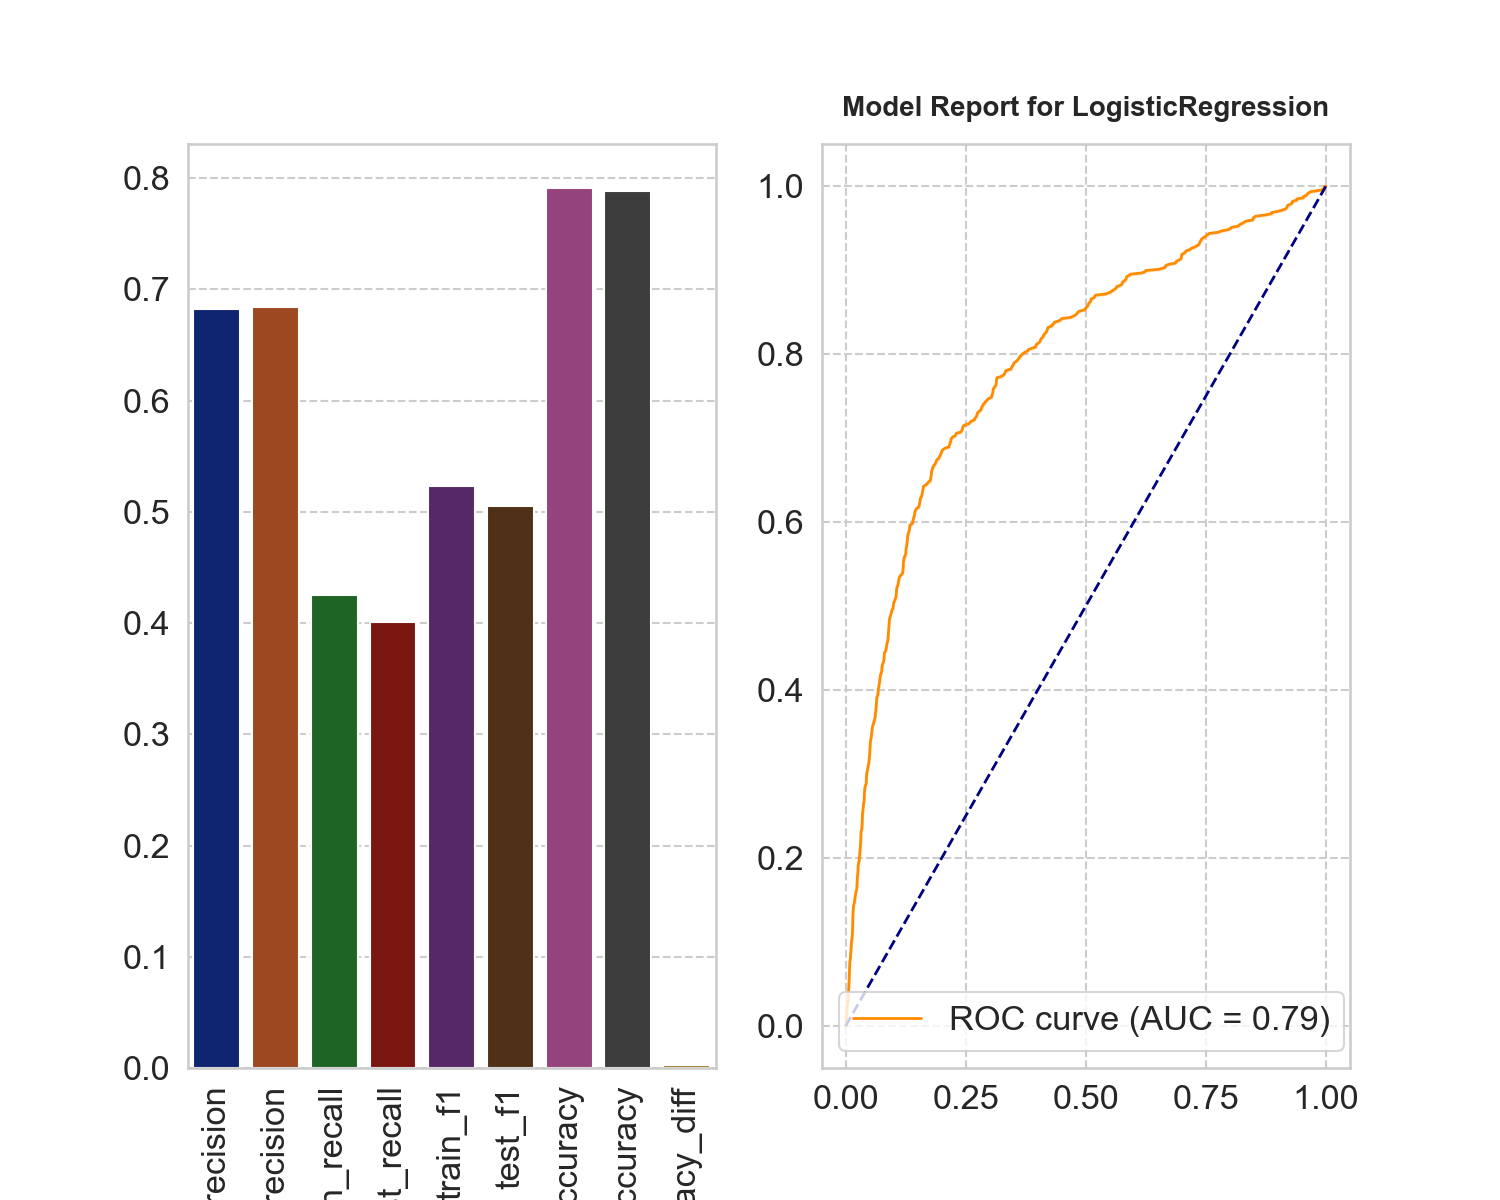 Model Report for LogisticRegression
0.8
0.7
0.6
0.5
0.4
0.3
0.2
0.1
0.0
recision
recision
n_recall
t_recall
train_f1
test_f1
ccuracy
ccuracy
acy_diff
1.0
0.8
0.6
0.4
0.2
0.0
ROC curve (AUC = 0.79)
0.00 0.25 0.50 0.75 1.00